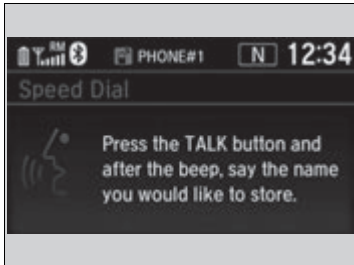 RM PHONE#1 N 12:34
Speed Dial
Press the TALK button and
after the beep, say the name
you would like to store.